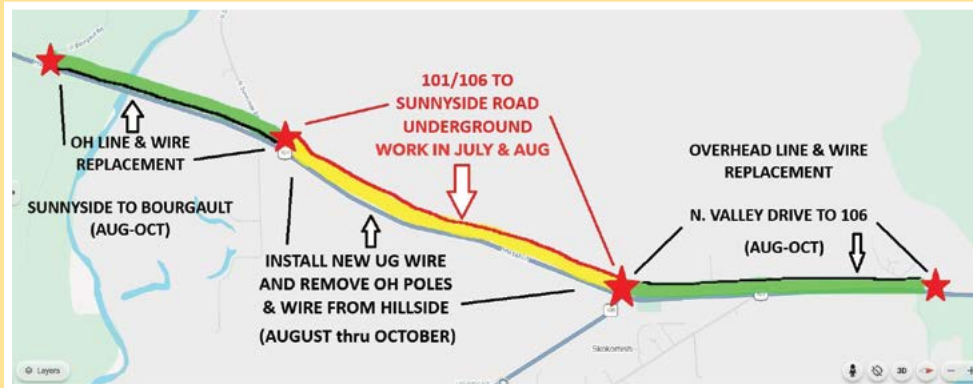 101/106 TO
SUNNYSIDE ROAD
UNDERGROUND
WORK IN JULY & AUG
OH LINE & WIRE
REPLACEMENT
SUNNYSIDE TO BOURGAULT
(AUG-OCT)
INSTALL NEW UG WIRE
AND REMOVE OH POLES
& WIRE FROM HILLSIDE
(AUGUST thru OCTOBER)
OVERHEAD LINE & WIRE
REPLACEMENT
N. VALLEY DRIVE TO 106
(AUG-OCT)
106
Skokomish
Layers
3D